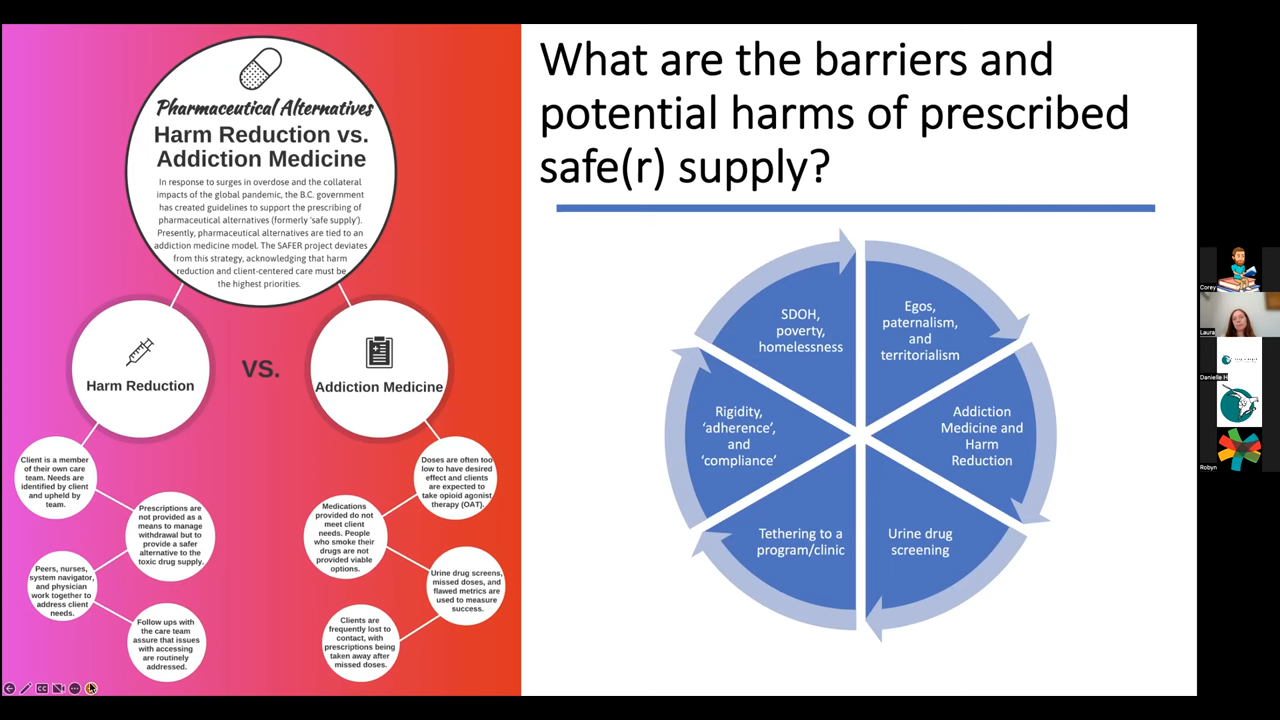 Pharmaceutical Alternatives
Harm Reduction vs.
Addiction Medicine
In response to surges in overdose and the collateral
impacts of the global pandemic, the B.C. government
has created guidelines to support the prescribing of
pharmaceutical alternatives (formerly 'safe supply').
Presently, pharmaceutical alternatives are tied to an
addiction medicine model. The SAFER project deviates
from this strategy, acknowledging that harm
reduction and client-centered care must be
the highest priorities.
Harm Reduction
VS.
Addiction Medicine
Client is a member
of their own care
team. Needs are
identified by client
and upheld by
team.
Prescriptions are
not provided as a
means to manage
withdrawal but to
provide a safer
alternative to the
toxic drug supply.
Peers, nurses,
system navigator,
and physician
work together to
address client
needs.
Follow ups with
the care team
assure that issues
with accessing
are routinely
addressed.
Doses are often too
low to have desired
effect and clients
are expected to
take opioid agonist
therapy (OAT).
Medications
provided do not
meet client
needs. People
who smoke their
drugs are not
provided viable
options.
Urine drug screens,
missed doses, and
flawed metrics are
used to measure
success.
Clients are
frequently lost to
contact, with
prescriptions being
taken away after
missed doses.
What are the barriers and
potential harms of prescribed
safe(r) supply?
SDOH,
poverty,
homelessness
Egos,
paternalism,
and
territorialism
Addiction
Medicine and
Harm
Reduction
Urine drug
screening
Tethering to a
program/clinic
Rigidity,
'adherence',
and
'compliance'
CC
Corey
Laura
Danielle H
Robyn